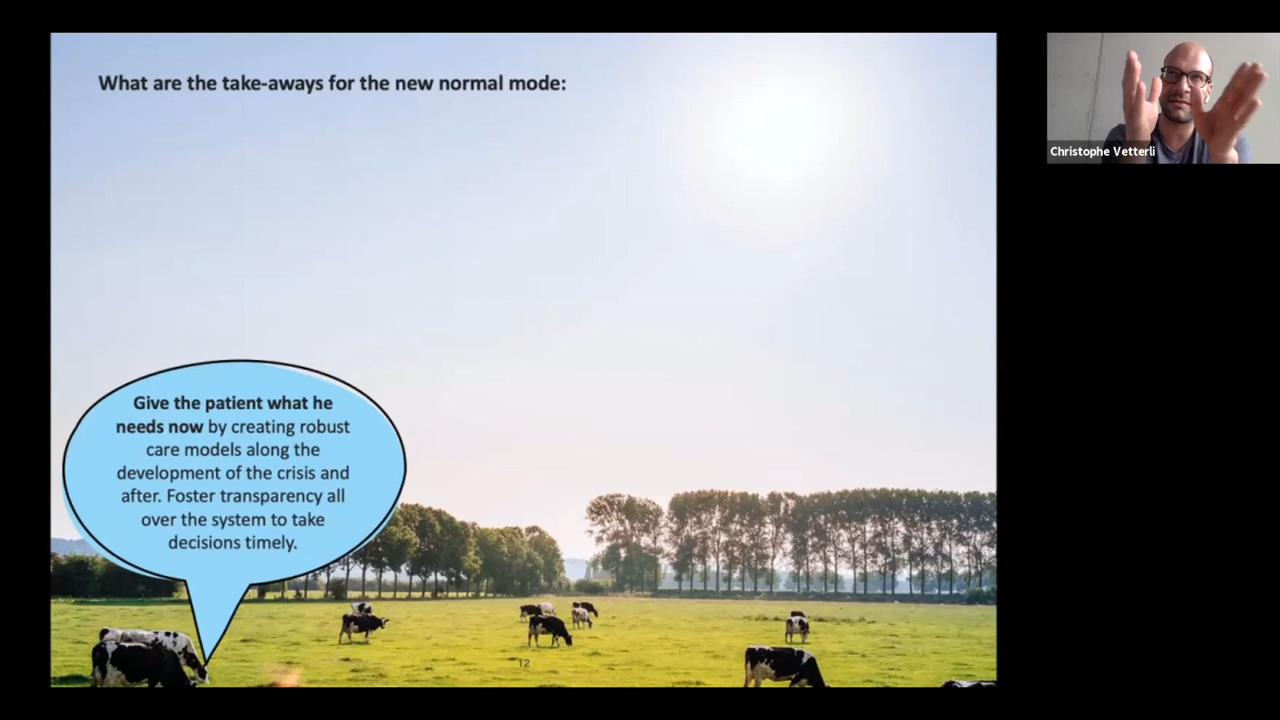 What are the take-aways for the new normal mode:
Christophe Vetterli
Give the patient what he
needs now by creating robust
care models along the
development of the crisis and
after. Foster transparency all
over the system to take
decisions timely.
12